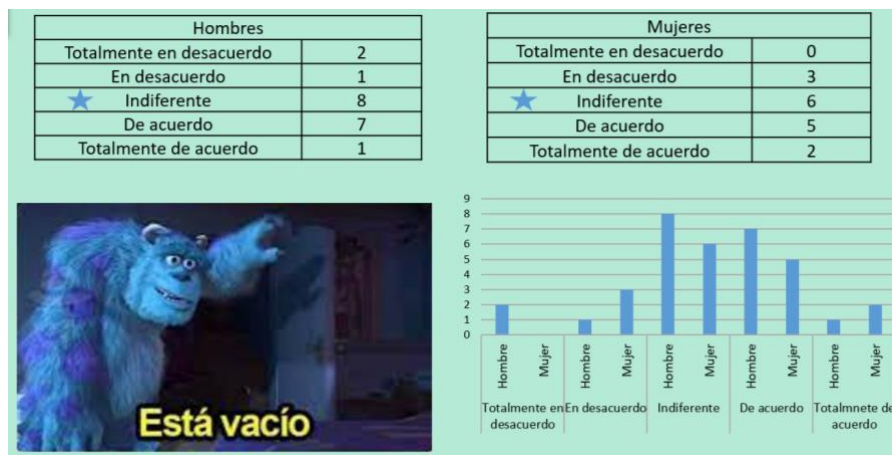 Hombres
Totalmente en desacuerdo 2
En desacuerdo 1
Indiferente 8
De acuerdo 7
Totalmente de acuerdo 1
Mujeres
Totalmente en desacuerdo 0
En desacuerdo 3
Indiferente 6
De acuerdo 5
Totalmente de acuerdo 2
Está vacío
9
8
7
6
5
4
3
2
1
0
Hombre Mujer Hombre Mujer Hombre Mujer Hombre Mujer Hombre Mujer
Totalmente en En desacuerdo Indiferente De acuerdo Totalmnete de
desacuerdo acuerdo